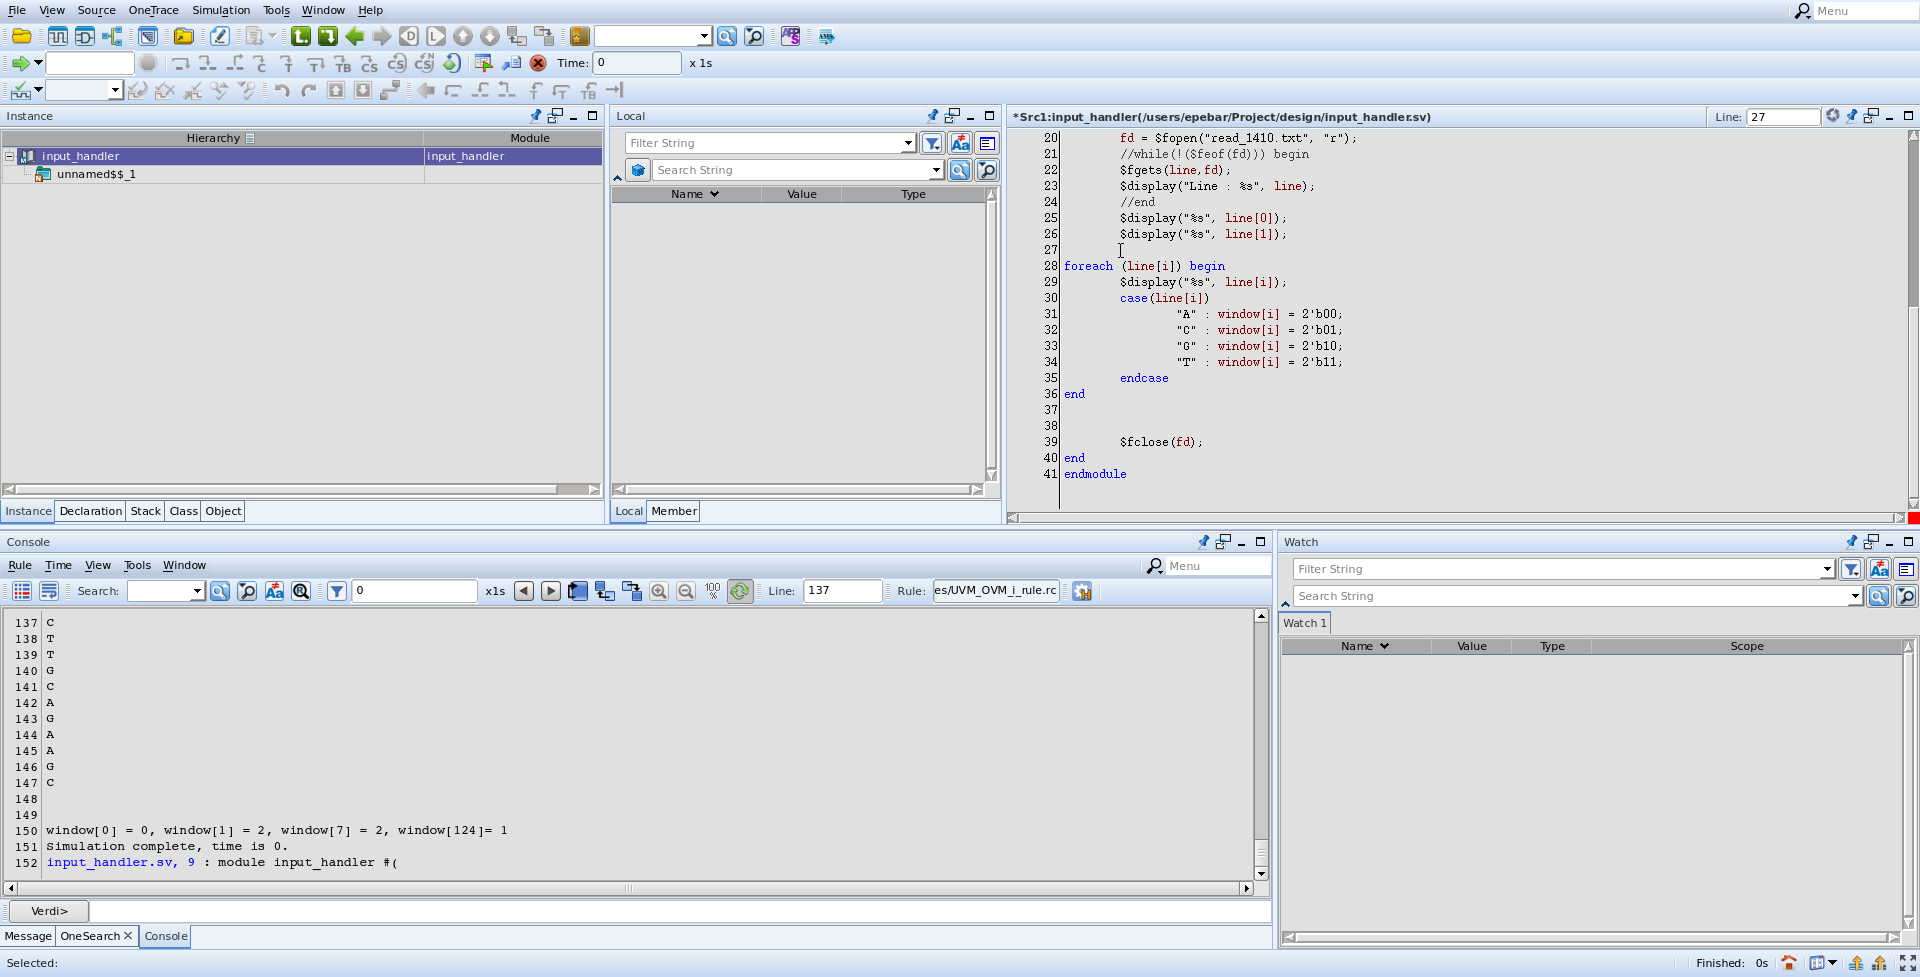 File View Source OneTrace Simulation Tools Window Help Menu
Time: 0 x 1s
Instance
Hierarchy Module
input_handler input_handler
unnamed$$_1
Instance Declaration Stack Class Object
Local
Filter String
Search String
Name Value Type
Local Member
*Src1:input_handler(/users/epebar/Project/design/input_handler.sv) Line: 27
20 fd = $fopen("read_1410.txt", "r");
21 //while(!($feof(fd))) begin
22 $fgets(line,fd);
23 $display("Line : %s", line);
24 //end
25 $display("%s", line[0]);
26 $display("%s", line[1]);
27
28 foreach (line[i]) begin
29 $display("%s", line[i]);
30 case(line[i])
31 "A" : window[i] = 2'b00;
32 "C" : window[i] = 2'b01;
33 "G" : window[i] = 2'b10;
34 "T" : window[i] = 2'b11;
35 endcase
36 end
37
38
39 $fclose(fd);
40 end
41 endmodule
Console
Rule Time View Tools Window Menu
Search: 0 x1s 100 Line: 137 Rule: es/UVM_OVM_i_rule.rc
137 C
138 T
139 T
140 G
141 C
142 A
143 G
144 A
145 A
146 G
147 C
148
149
150 window[0] = 0, window[1] = 2, window[7] = 2, window[124]= 1
151 Simulation complete, time is 0.
152 input_handler.sv, 9 : module input_handler #(
Verdi>
Message OneSearch Console
Watch
Filter String
Search String
Watch 1
Name Value Type Scope
Selected: Finished: 0s